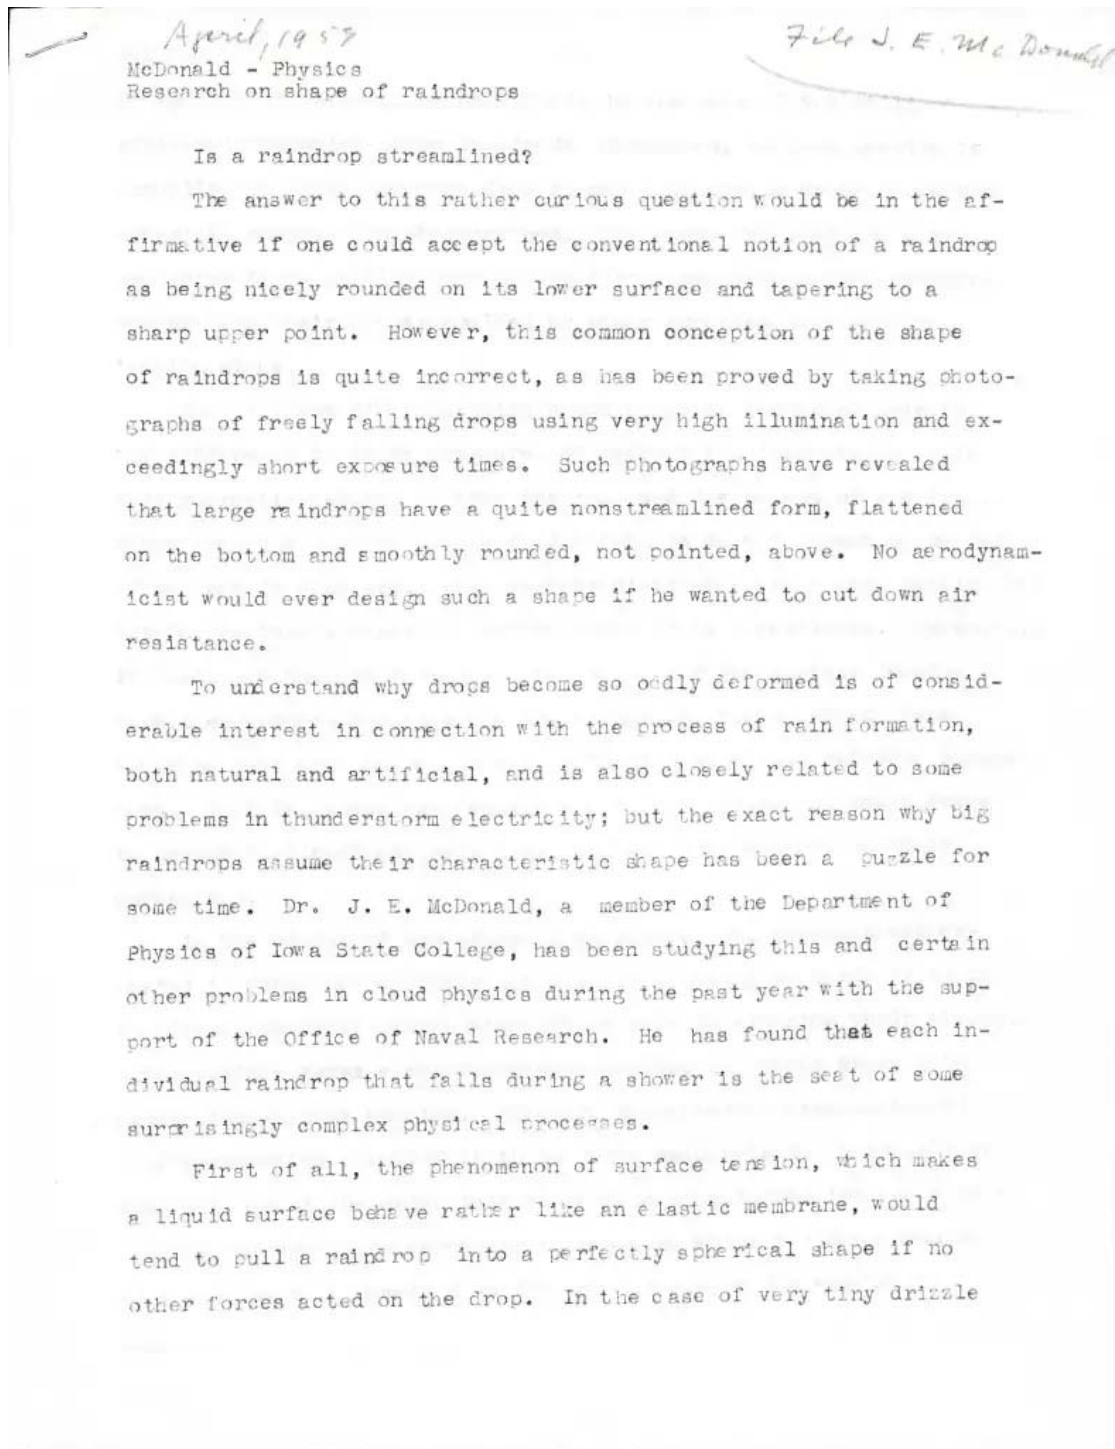 April, 195
File J. E. McDonald
McDonald - Physics
Research on shape of raindrops
Is a raindrop streamlined?
The answer to this rather curious question would be in the af-
firmative if one could accept the conventional notion of a raindrop
as being nicely rounded on its lower surface and tapering to a
sharp upper point. However, this common conception of the shape
of raindrops is quite incorrect, as has been proved by taking photo-
graphs of freely falling drops using very high illumination and ex-
ceedingly short exposure times. Such photographs have revealed
that large raindrops have a quite nonstreamlined form, flattened
on the bottom and smoothly rounded, not pointed, above. No aerodynam-
icist would ever design such a shape if he wanted to cut down air
resistance.
To understand why drops become so oddly deformed is of consid-
erable interest in connection with the process of rain formation,
both natural and artificial, and is also closely related to some
problems in thunderstorm electricity; but the exact reason why big
raindrops assume their characteristic shape has been a puzzle for
some time. Dr. J. E. McDonald, a member of the Department of
Physics of Iowa State College, has been studying this and certain
other problems in cloud physics during the past year with the sup-
port of the Office of Naval Research. He has found that each in-
dividual raindrop that falls during a shower is the seat of some
surprisingly complex physical processes.
First of all, the phenomenon of surface tension, which makes
a liquid surface behave rather like an elastic membrane, would
tend to pull a raindrop into a perfectly spherical shape if no
other forces acted on the drop. In the case of very tiny drizzle